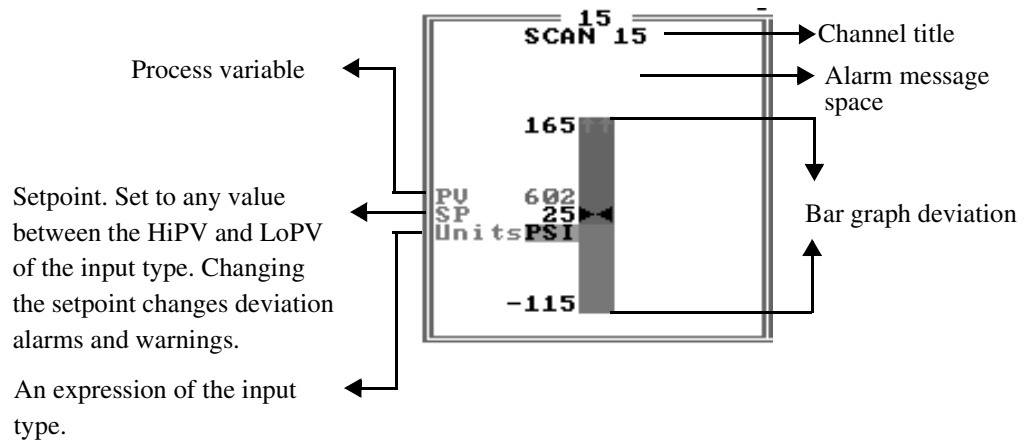 15
SCAN 15
Channel title
Process variable
Alarm message
space
165
Setpoint. Set to any value
between the HiPV and LoPV
of the input type. Changing
the setpoint changes deviation
alarms and warnings.
PV 602
SP 25
Units PSI
Bar graph deviation
-115
An expression of the input
type.